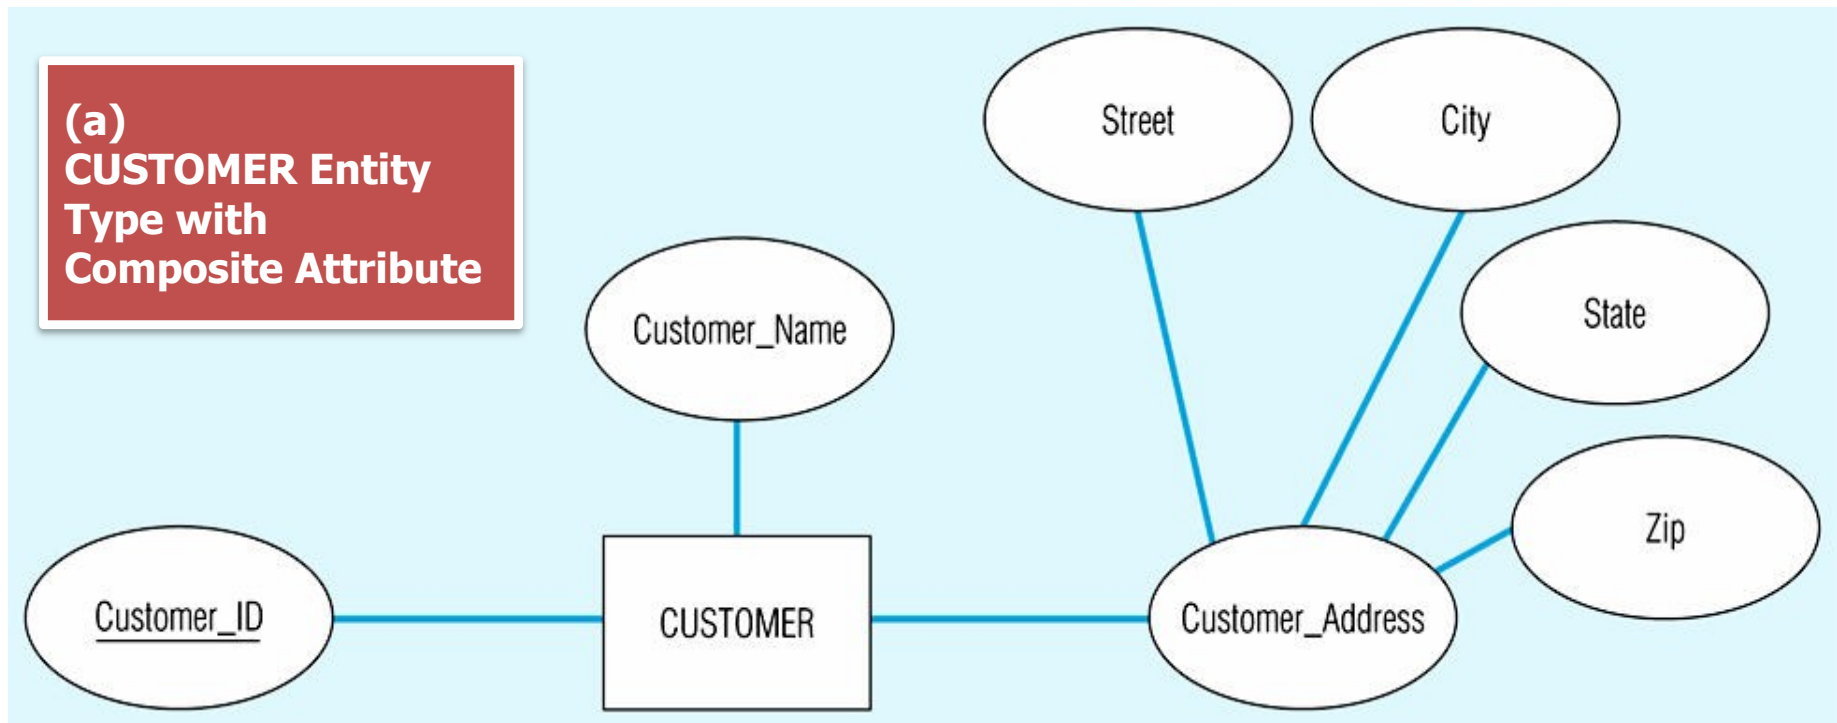 (a)
CUSTOMER Entity
Type with
Composite Attribute
Street
City
State
Customer_Name
Zip
Customer_ID
CUSTOMER
Customer_Address